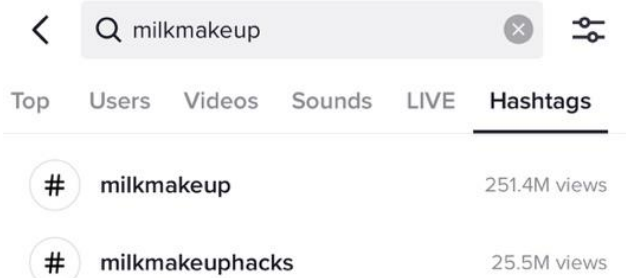 milkmakeup
Top Users Videos Sounds LIVE Hashtags
# milkmakeup 251.4M views
# milkmakeuphacks 25.5M views